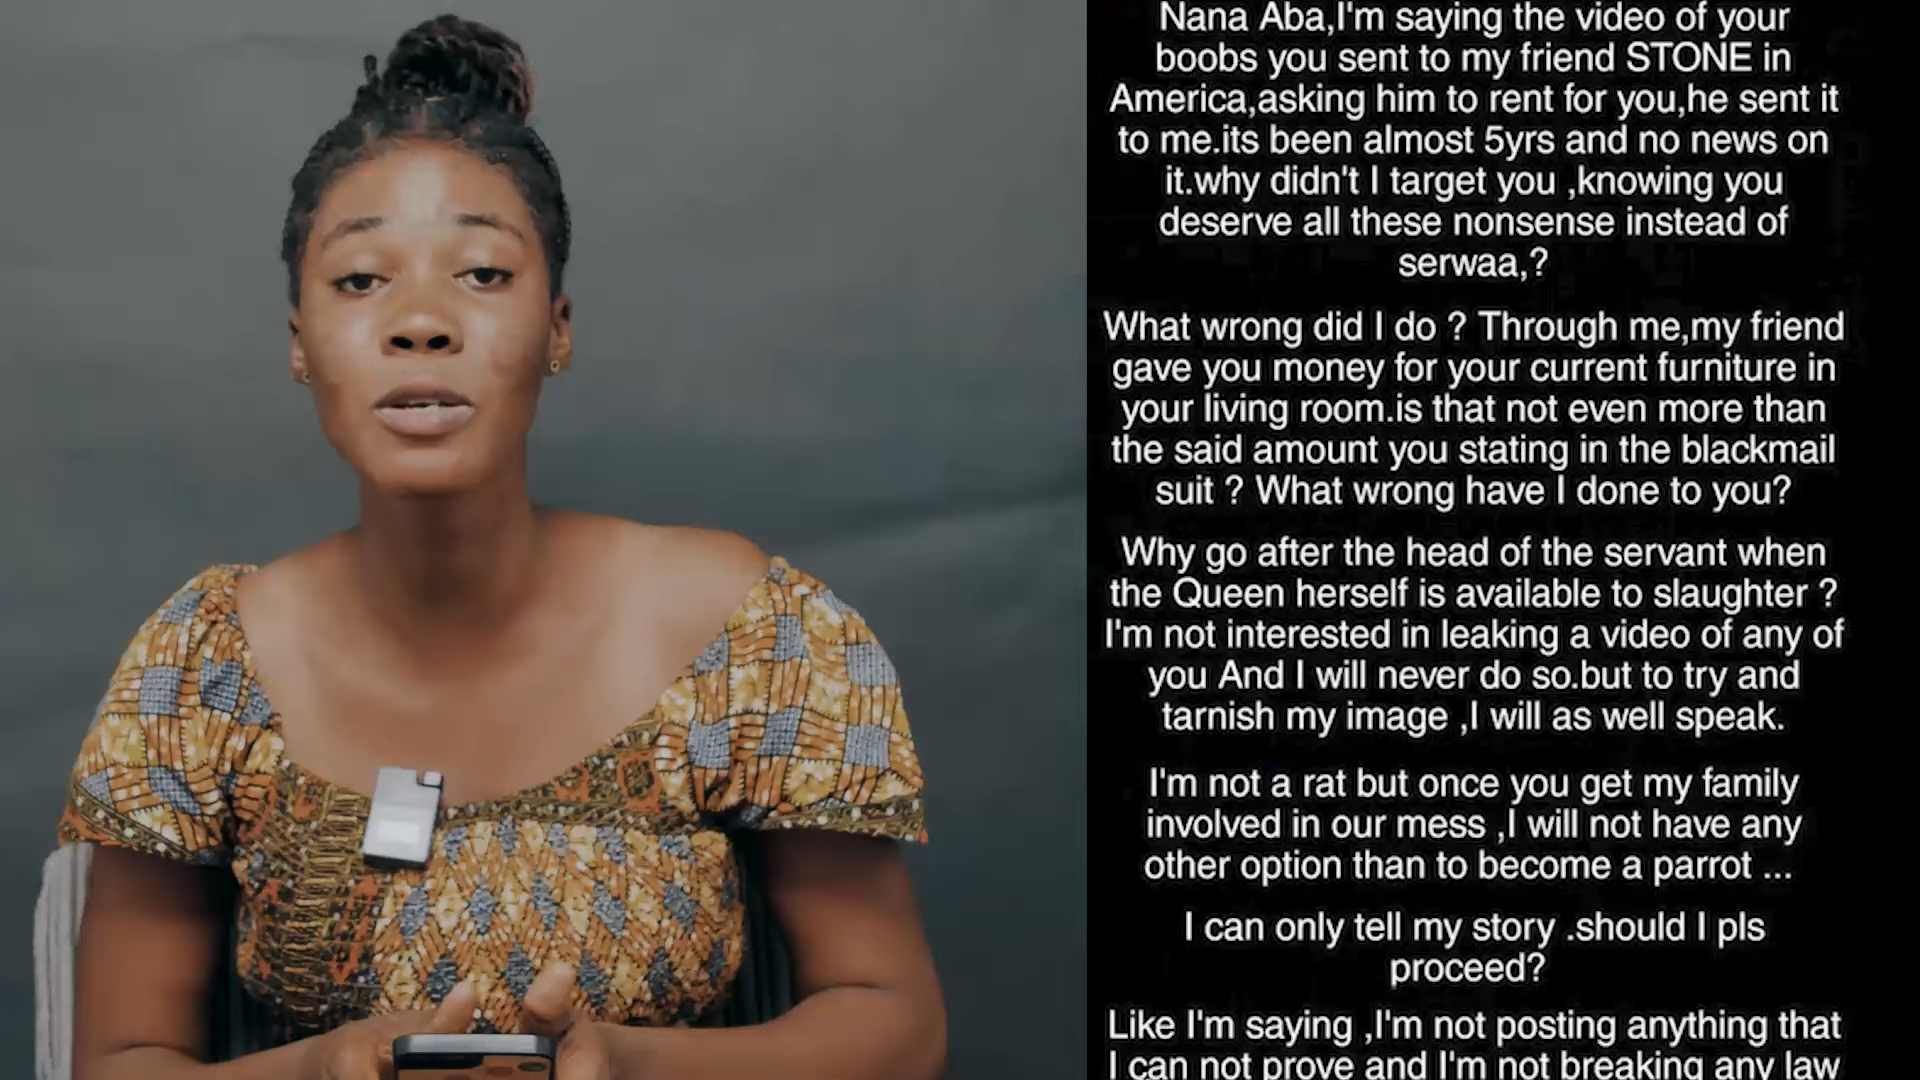 Nana Aba,I'm saying the video of your
boobs you sent to my friend STONE in
America,asking him to rent for you,he sent it
to me.its been almost 5yrs and no news on
it.why didn't I target you ,knowing you
deserve all these nonsense instead of
serwaa,?
What wrong did I do ? Through me,my friend
gave you money for your current furniture in
your living room.is that not even more than
the said amount you stating in the blackmail
suit ? What wrong have I done to you?
Why go after the head of the servant when
the Queen herself is available to slaughter ?
I'm not interested in leaking a video of any of
you And I will never do so.but to try and
tarnish my image ,I will as well speak.
I'm not a rat but once you get my family
involved in our mess ,I will not have any
other option than to become a parrot ...
I can only tell my story .should I pls
proceed?
Like I'm saying ,I'm not posting anything that
I can not prove and I'm not breaking any law